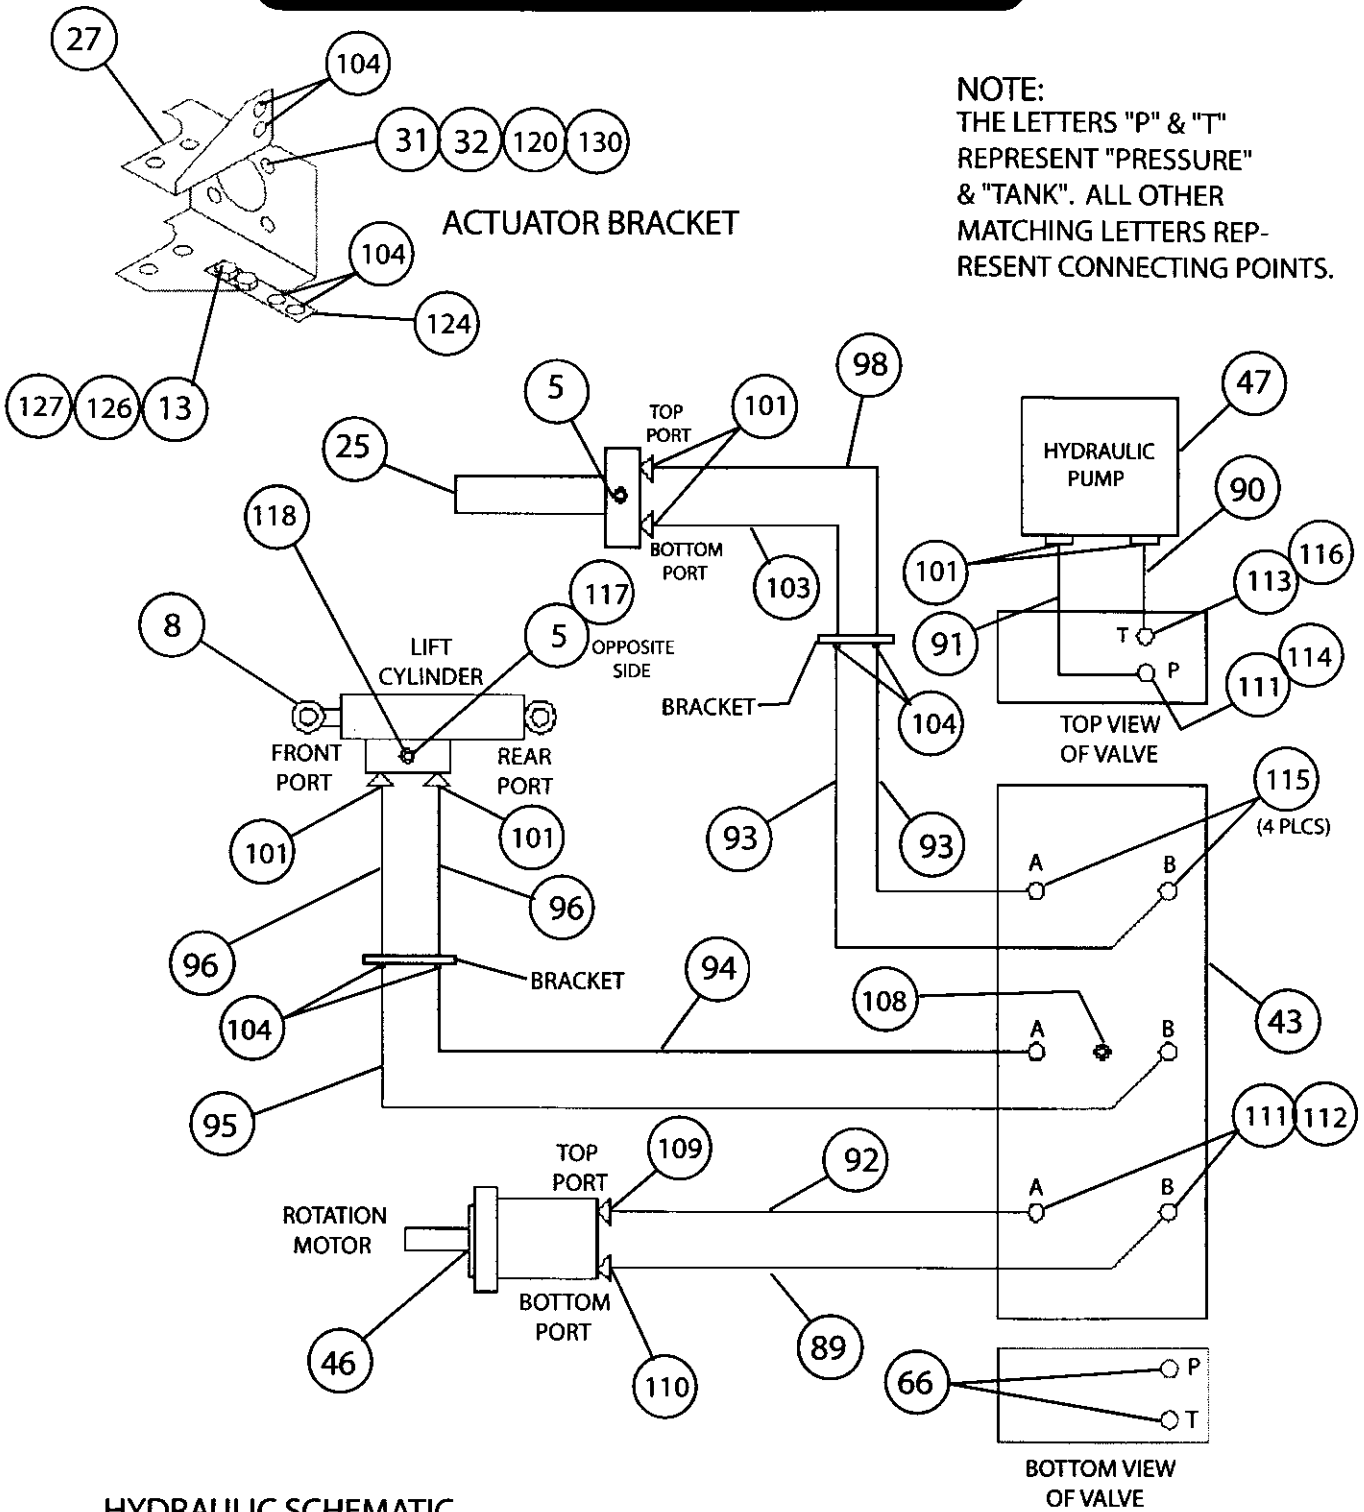 27
104
31 32 120 130
ACTUATOR BRACKET
104
124
127 126 13
NOTE:
THE LETTERS "P" & "T"
REPRESENT "PRESSURE"
& "TANK". ALL OTHER
MATCHING LETTERS REP-
RESENT CONNECTING POINTS.
98
5
47
TOP
PORT
101
25
HYDRAULIC
PUMP
90
118
BOTTOM
PORT
103
101
113
116
117
8
5
OPPOSITE
SIDE
LIFT
CYLINDER
91
T
P
114
111
BRACKET
104
TOP VIEW
OF VALVE
FRONT
PORT
REAR
PORT
115
(4 PLCS)
101
101
93
93
A
B
96
96
BRACKET
94
108
104
A
B
43
95
109
111 112
TOP
PORT
92
A
B
ROTATION
MOTOR
BOTTOM
PORT
89
46
110
66
P
T
BOTTOM VIEW
OF VALVE
HYDRAULIC SCHEMATIC